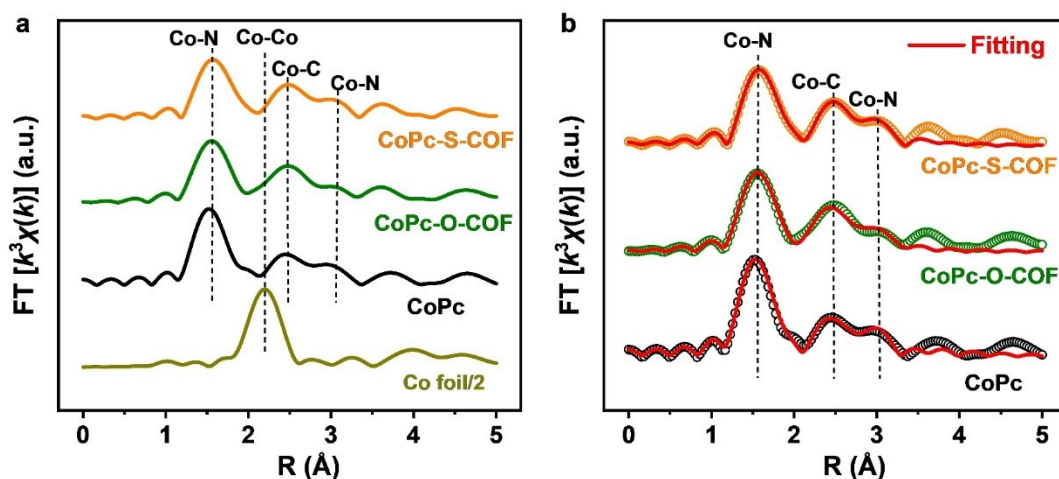 a
Co-N
Co-Co
Co-C
Co-N
CoPc-S-COF
CoPc-O-COF
CoPc
Co foil/2
FT [k³χ(k)] (a.u.)
0 1 2 3 4 5
R (Å)
b
Co-N
Co-C
Co-N
Fitting
CoPc-S-COF
CoPc-O-COF
CoPc
FT [k³χ(k)] (a.u.)
0 1 2 3 4 5
R (Å)